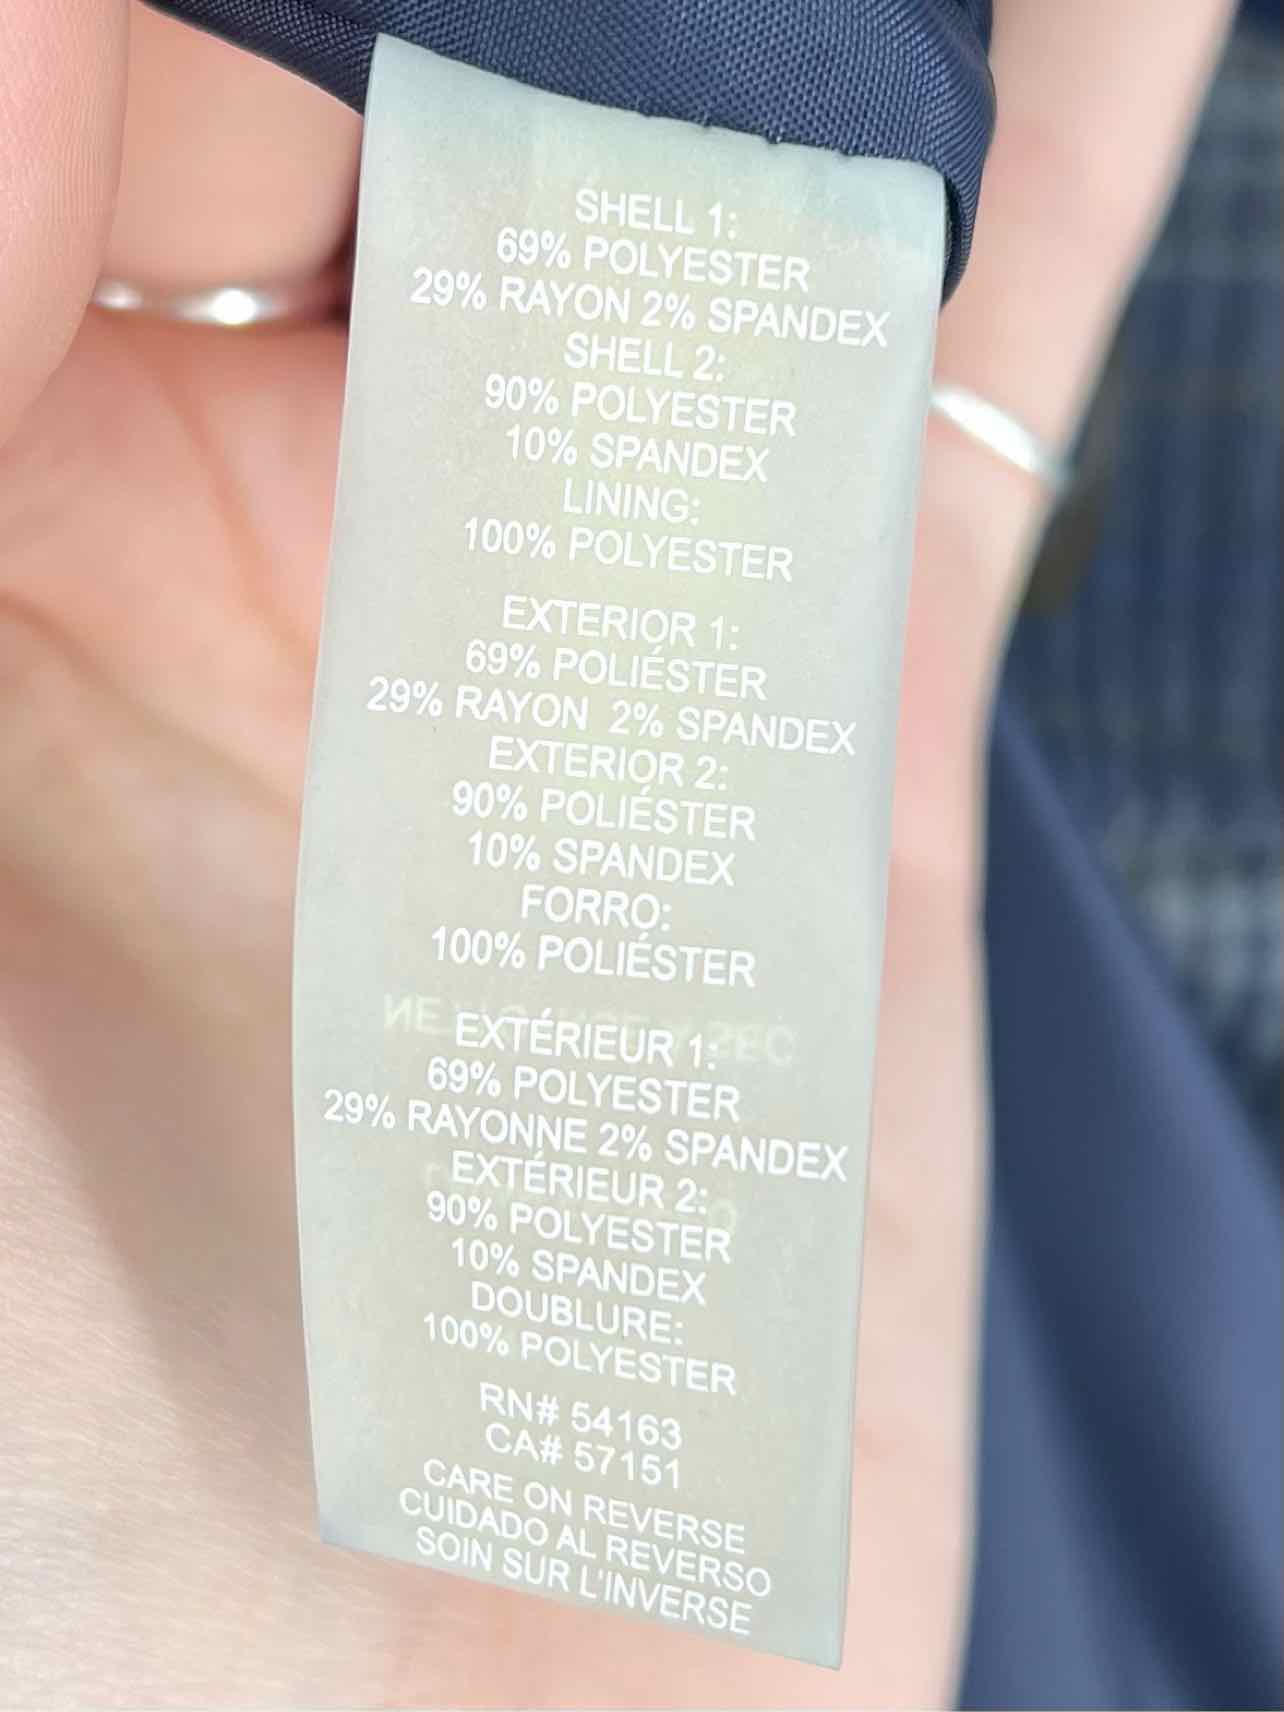 SHELL 1:
69% POLYESTER
29% RAYON 2% SPANDEX
SHELL 2:
90% POLYESTER
10% SPANDEX
LINING:
100% POLYESTER
EXTERIOR 1:
69% POLIÉSTER
29% RAYON 2% SPANDEX
EXTERIOR 2:
90% POLIÉSTER
10% SPANDEX
FORRO:
100% POLIÉSTER
EXTÉRIEUR 1:
69% POLYESTER
29% RAYONNE 2% SPANDEX
EXTÉRIEUR 2:
90% POLYESTER
10% SPANDEX
DOUBLURE:
100% POLYESTER
RN# 54163
CA# 57151
CARE ON REVERSE
CUIDADO AL REVERSO
SOIN SUR L'INVERSE